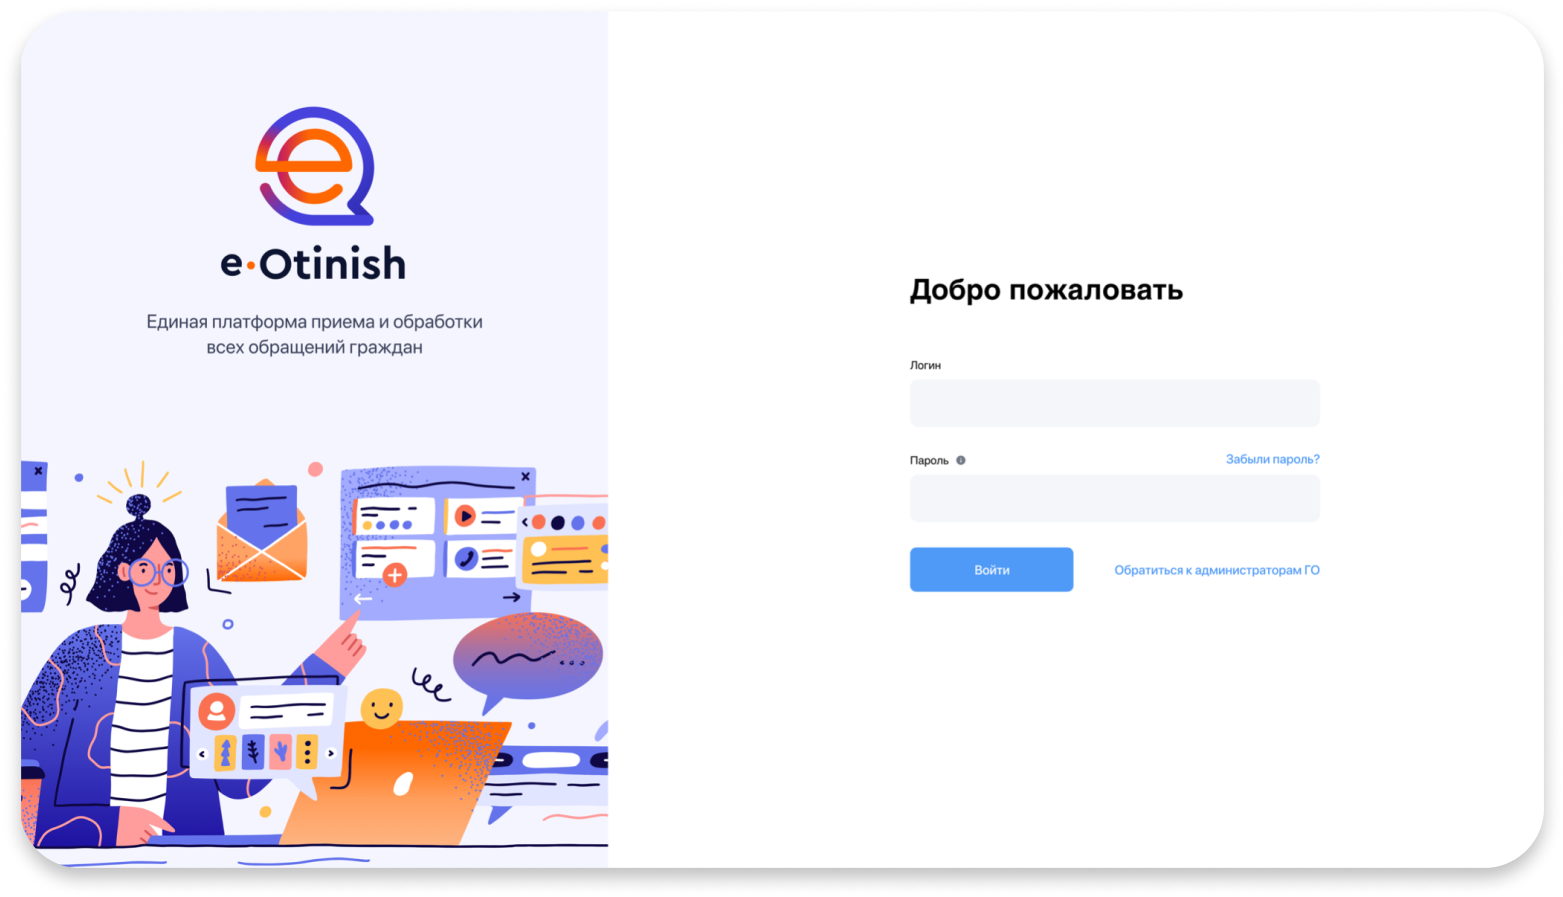 e·Otinish
Единая платформа приема и обработки
всех обращений граждан
Добро пожаловать
Логин
Пароль
Забыли пароль?
Войти
Обратиться к администраторам ГО